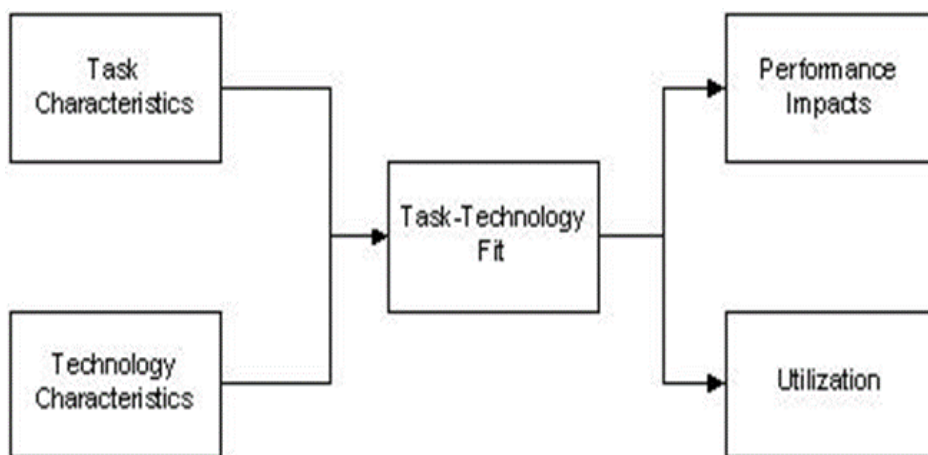 Task
Characteristics
Technology
Characteristics
Task-Technology
Fit
Performance
Impacts
Utilization